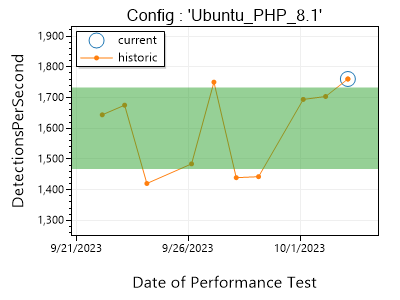 Config : 'Ubuntu_PHP_8.1'
current
historic
1,900
1,800
1,700
1,600
1,500
1,400
1,300
DetectionsPerSecond
9/21/2023 9/26/2023 10/1/2023
Date of Performance Test